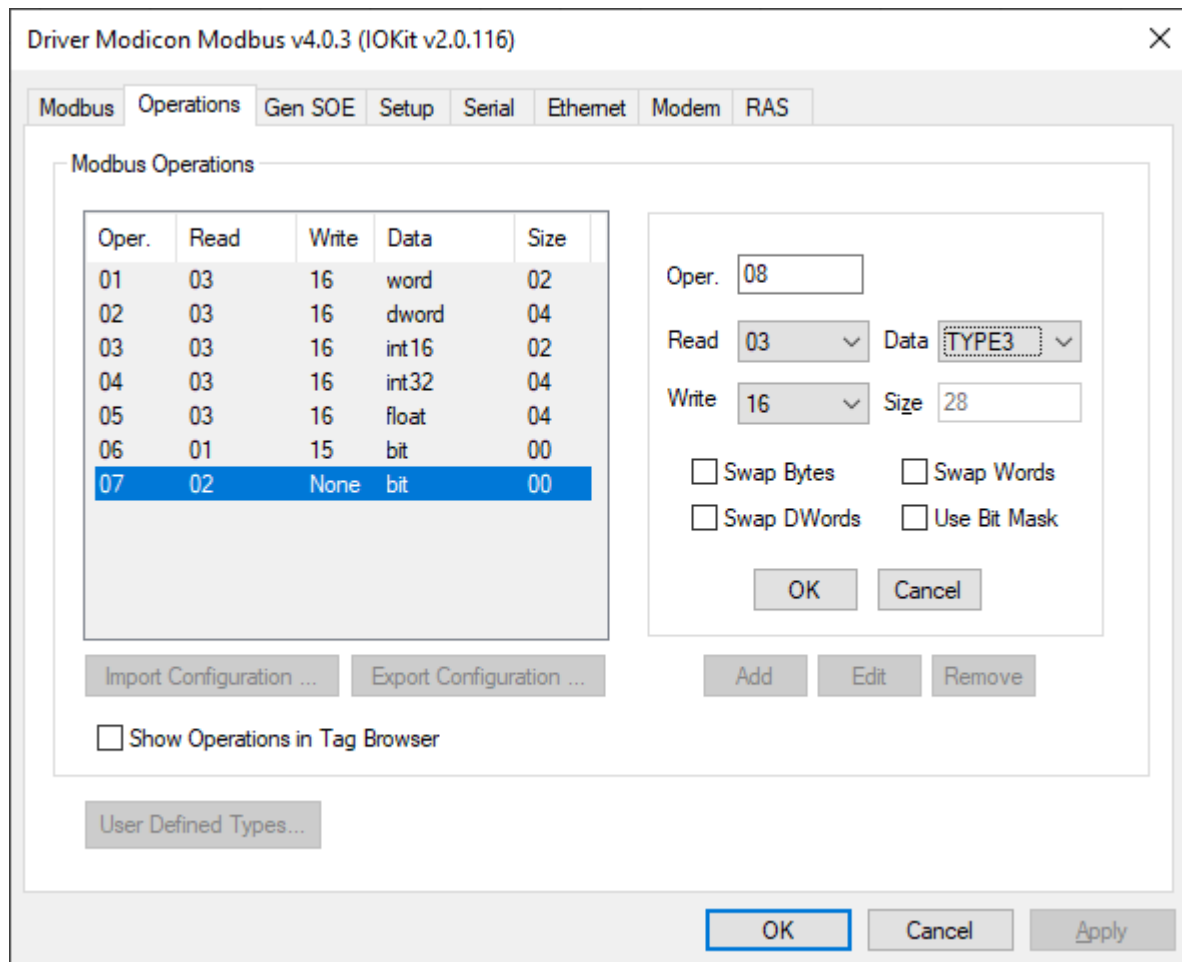 Driver Modicon Modbus v4.0.3 (IOKit v2.0.116)
Modbus Operations Gen SOE Setup Serial Ethernet Modem RAS
Modbus Operations
Oper. Read Write Data Size
01 03 16 word 02
02 03 16 dword 04
03 03 16 int16 02
04 03 16 int32 04
05 03 16 float 04
06 01 15 bit 00
07 02 None bit 00
Oper. 08
Read 03 Data TYPE3
Write 16 Size 28
Swap Bytes Swap Words
Swap DWords Use Bit Mask
OK Cancel
Import Configuration ... Export Configuration ... Add Edit Remove
Show Operations in Tag Browser
User Defined Types...
OK Cancel Apply